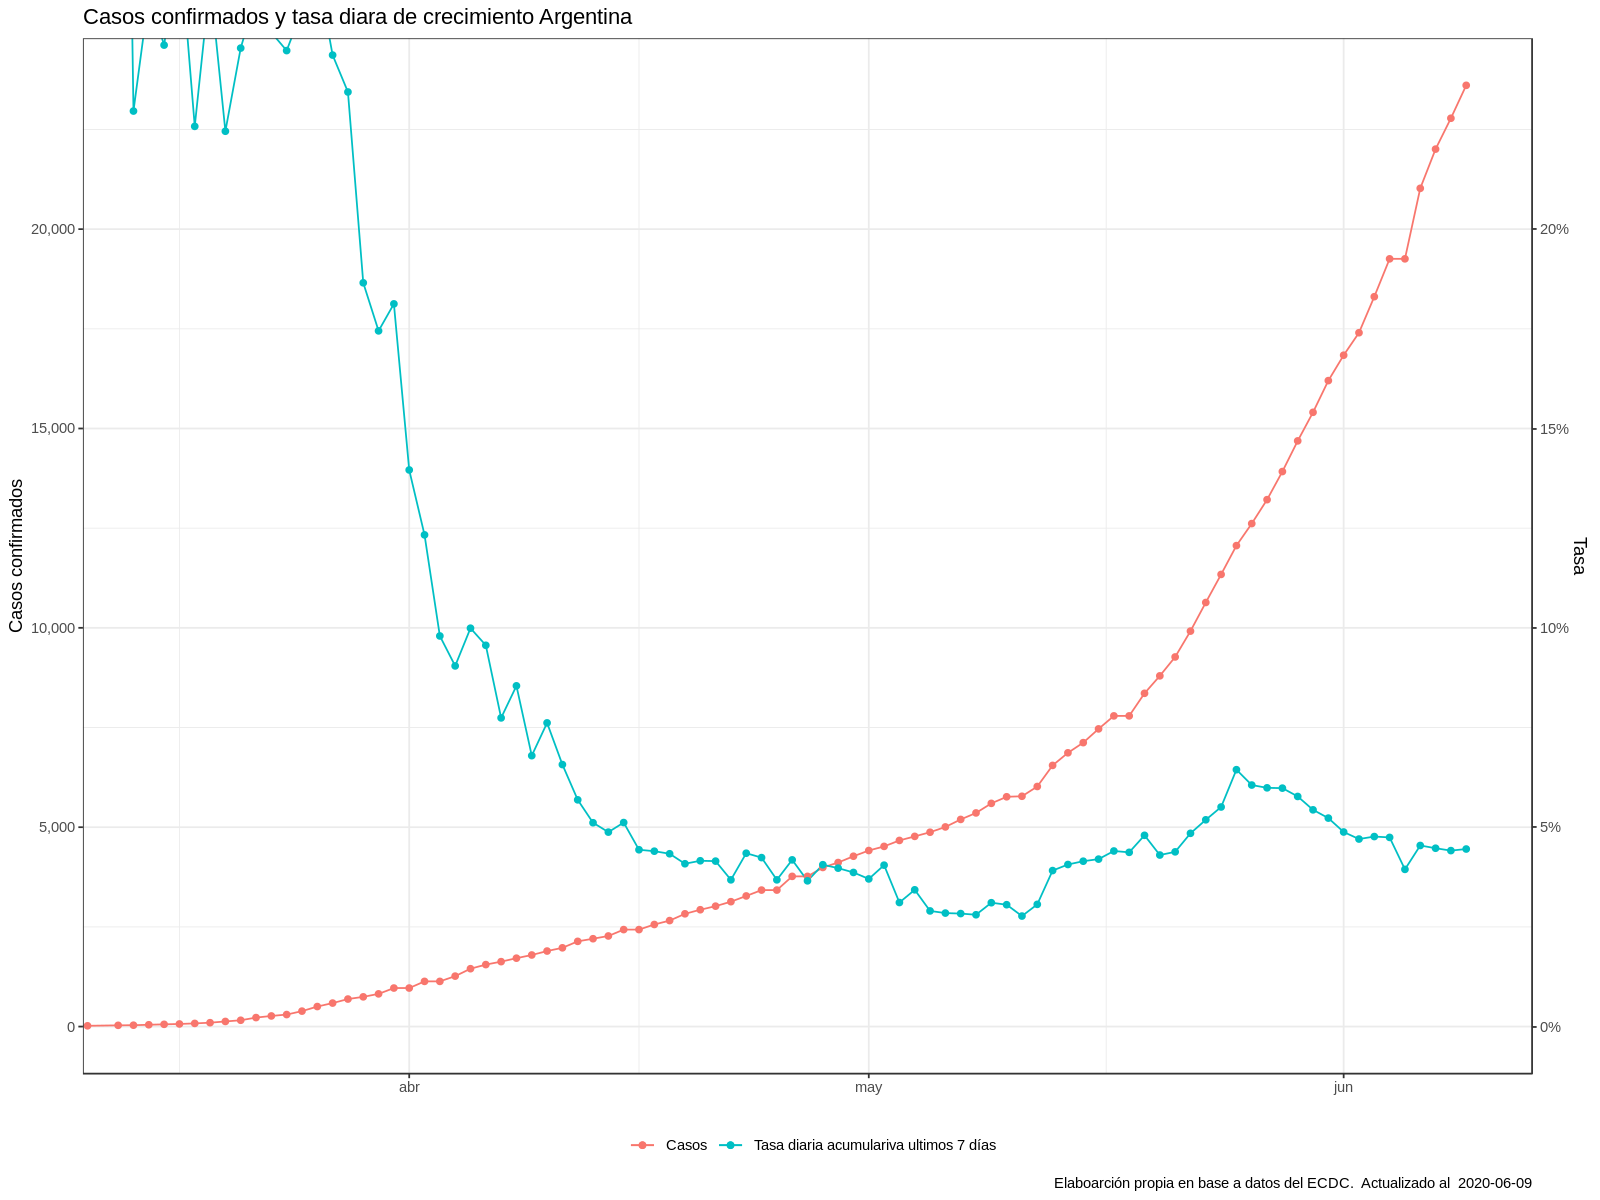 Casos confirmados y tasa diara de crecimiento Argentina
Casos confirmados
20,000
15,000
10,000
5,000
0
20%
15%
10%
5%
0%
Tasa
abr
may
jun
Casos
Tasa diaria acumulariva ultimos 7 días
Elaboarción propia en base a datos del ECDC. Actualizado al 2020-06-09